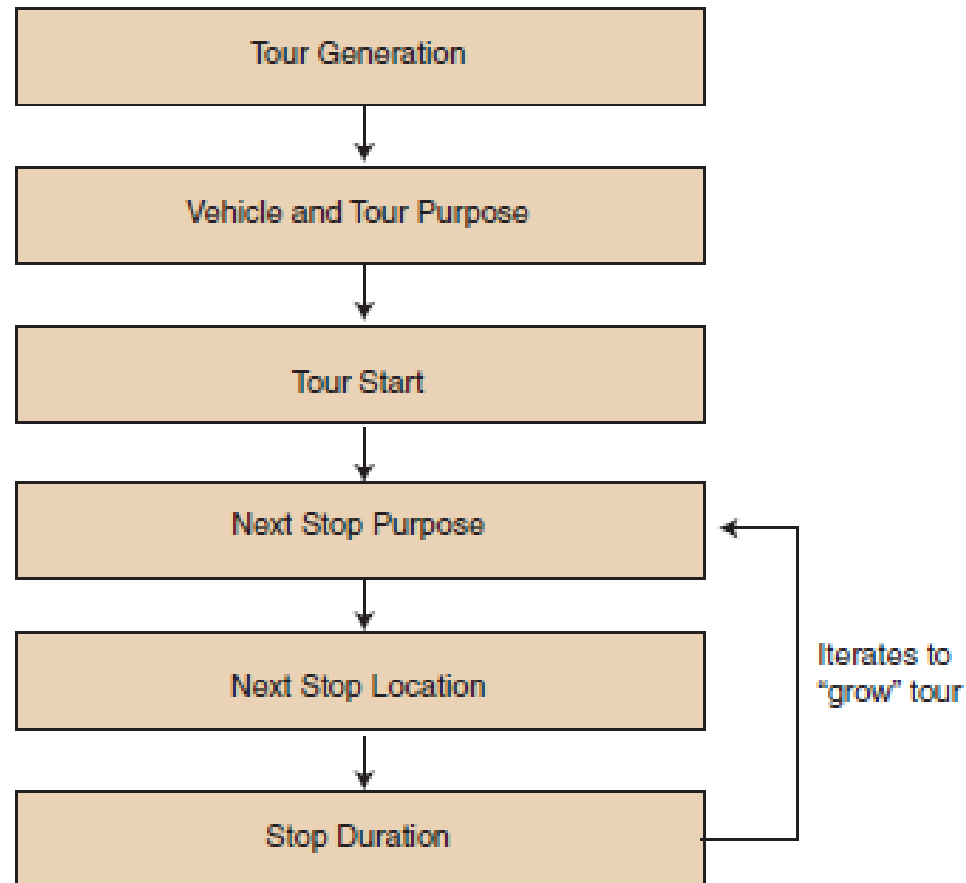 Tour Generation
Vehicle and Tour Purpose
Tour Start
Next Stop Purpose
Next Stop Location
Stop Duration
Iterates to
“grow” tour